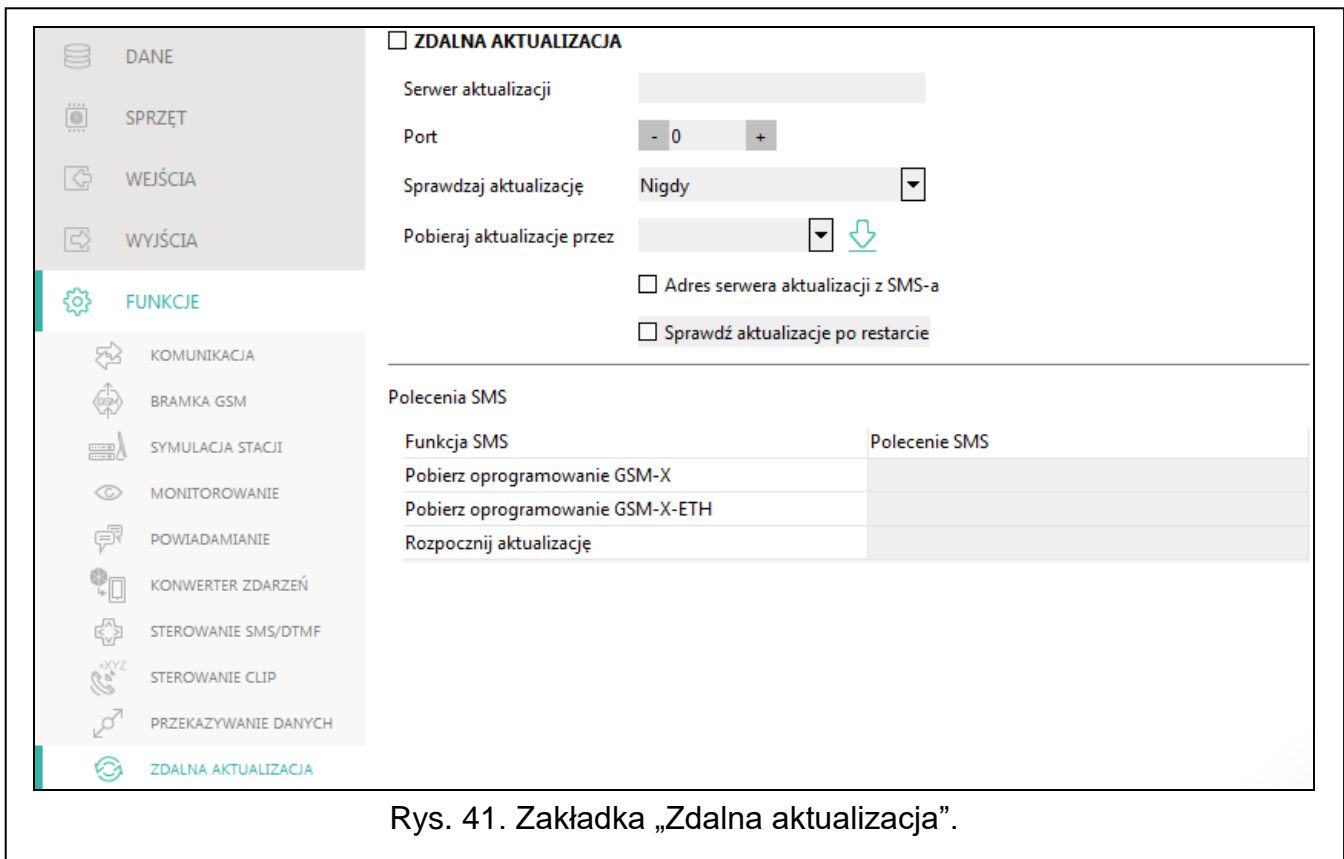 DANE
SPRZĘT
WEJŚCIA
WYJŚCIA
FUNKCJE
KOMUNIKACJA
GSM
BRAMKA GSM
SYMULACJA STACJI
MONITOROWANIE
POWIADAMIANIE
KONWERTER ZDARZEŃ
STEROWANIE SMS/DTMF
+XYZ
STEROWANIE CLIP
PRZEKAZYWANIE DANYCH
ZDALNA AKTUALIZACJA
ZDALNA AKTUALIZACJA
Serwer aktualizacji
Port - 0 +
Sprawdzaj aktualizację Nigdy
Pobieraj aktualizacje przez
Adres serwera aktualizacji z SMS-a
Sprawdź aktualizacje po restarcie
Polecenia SMS
Funkcja SMS Polecenie SMS
Pobierz oprogramowanie GSM-X
Pobierz oprogramowanie GSM-X-ETH
Rozpocznij aktualizację
Rys. 41. Zakładka „Zdalna aktualizacja”.